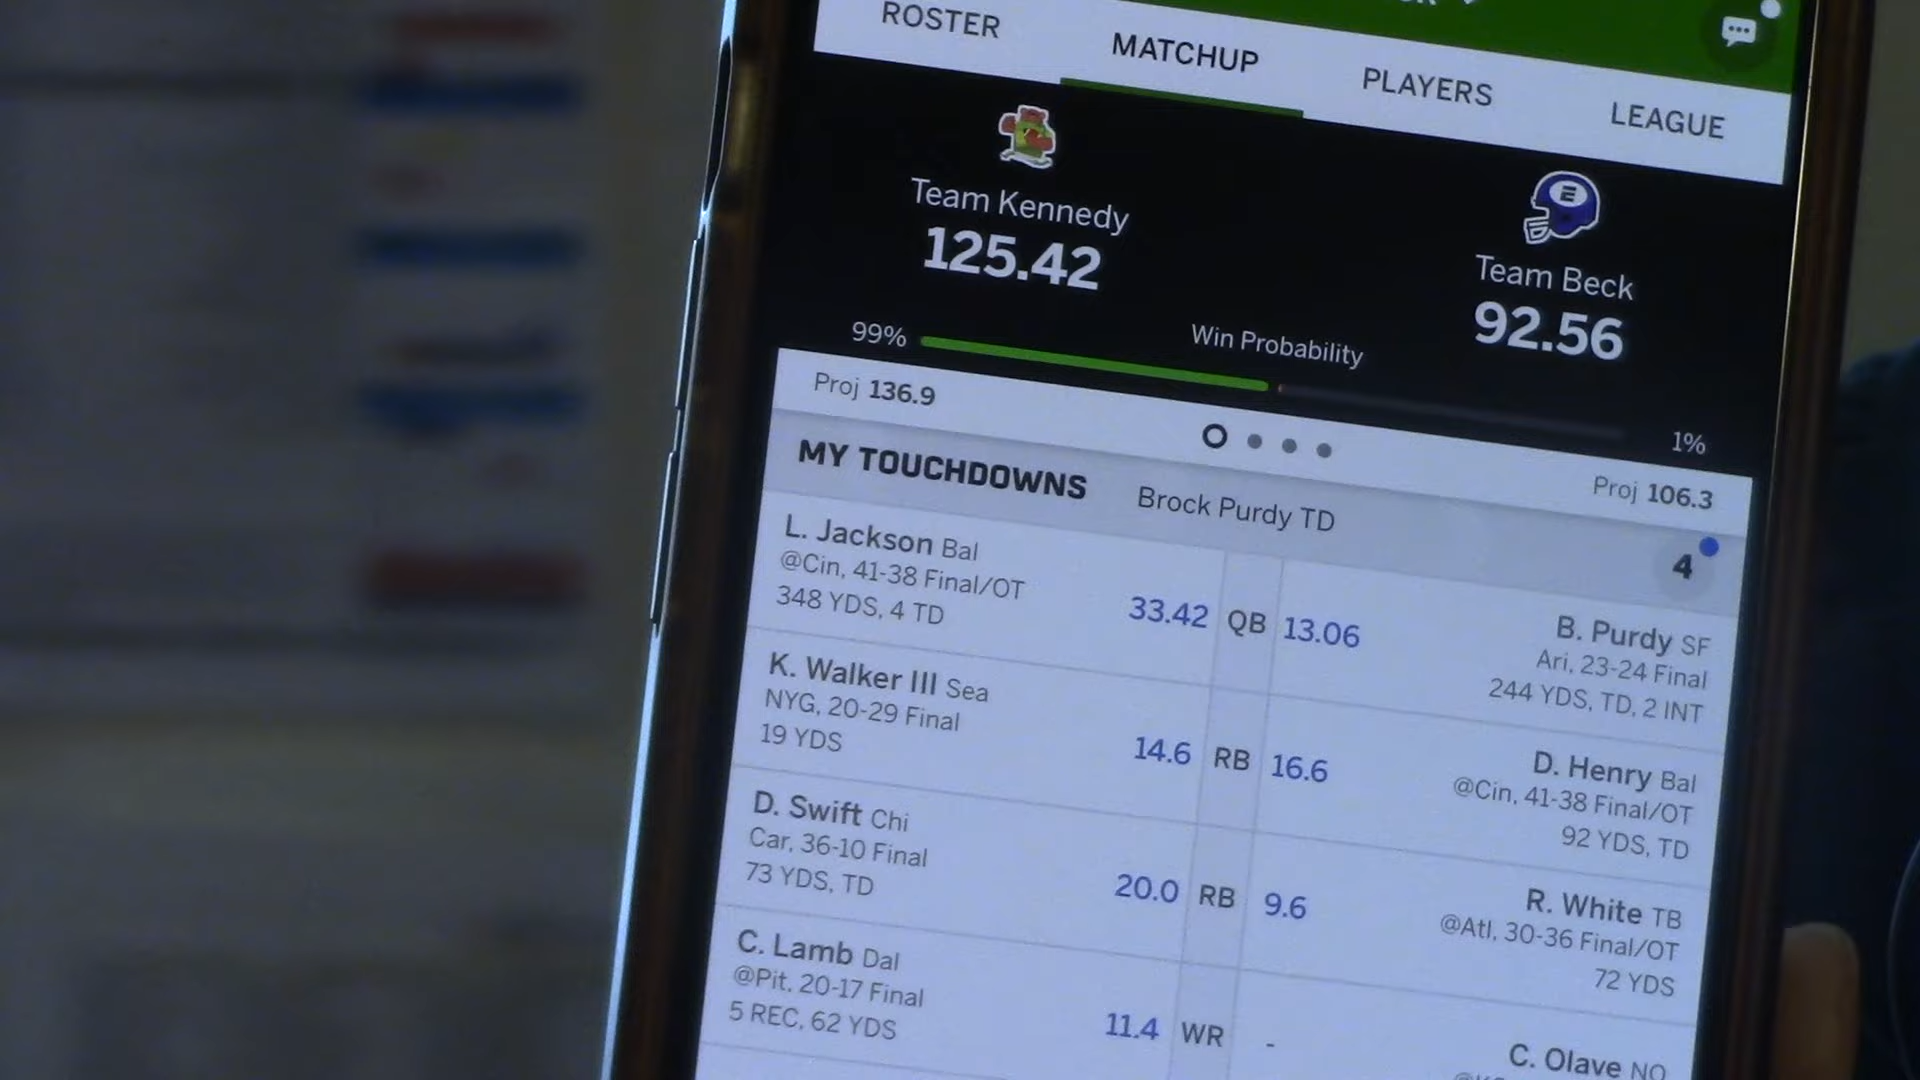 ROSTER
MATCHUP
PLAYERS
LEAGUE
E
Team Kennedy
125.42
Team Beck
92.56
99%
Win Probability
1%
Proj 136.9
Proj 106.3
MY TOUCHDOWNS
Brock Purdy TD
4
L. Jackson Bal
@Cin, 41-38 Final/OT
348 YDS, 4 TD
33.42 QB 13.06
B. Purdy SF
Ari, 23-24 Final
244 YDS, TD, 2 INT
K. Walker III Sea
NYG, 20-29 Final
19 YDS
14.6 RB 16.6
D. Henry Bal
@Cin, 41-38 Final/OT
92 YDS, TD
D. Swift Chi
Car, 36-10 Final
73 YDS, TD
20.0 RB 9.6
R. White TB
@Atl, 30-36 Final/OT
72 YDS
C. Lamb Dal
@Pit, 20-17 Final
5 REC, 62 YDS
11.4 WR -
C. Olave NO